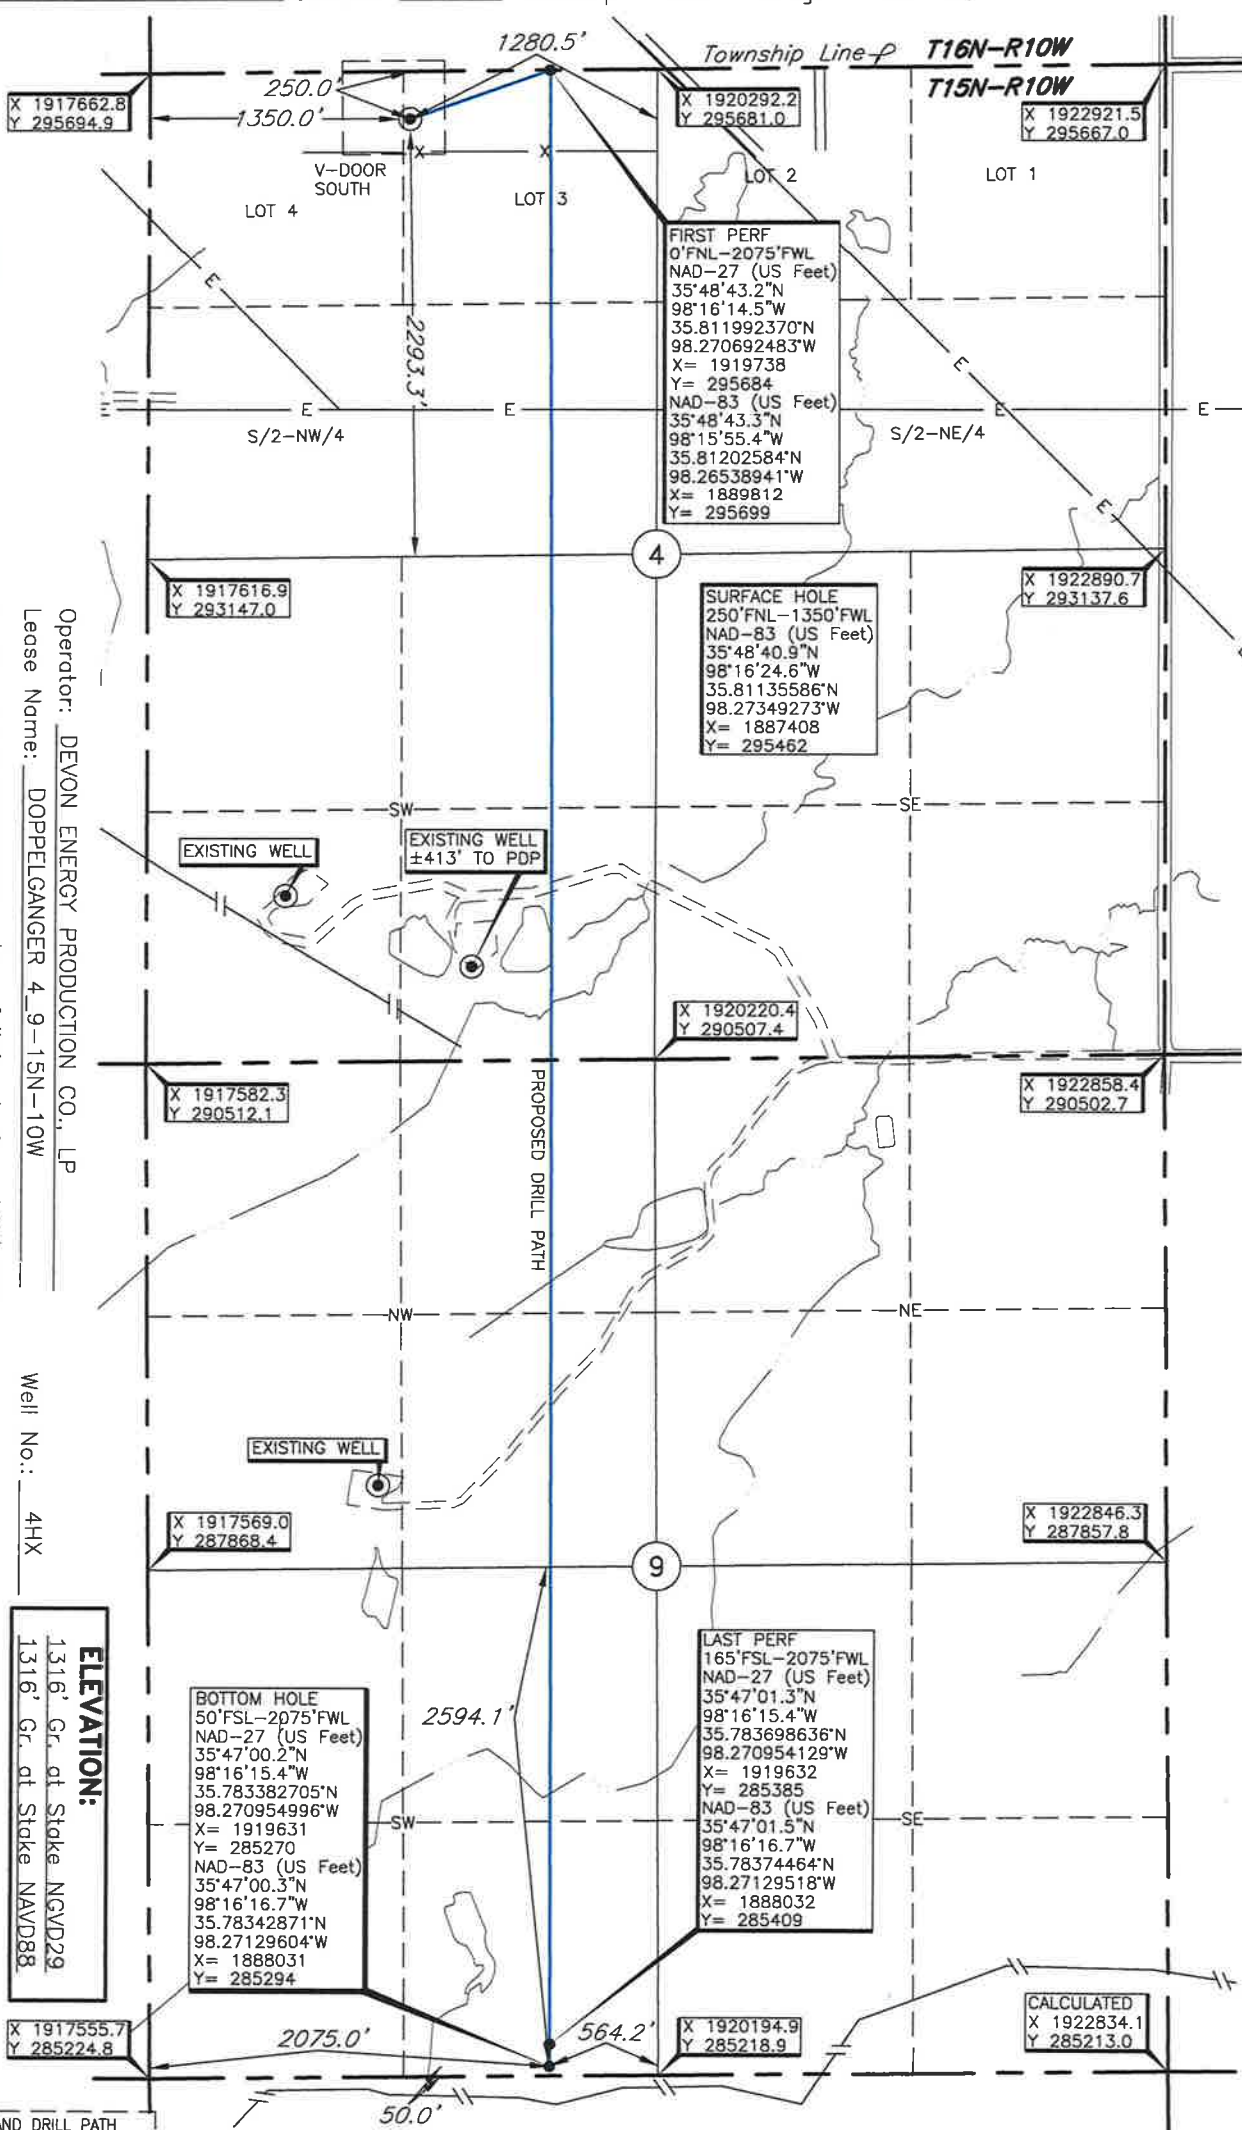 1280.5'
Township Line
T16N-R10W
T15N-R10W
X 1917662.8
Y 295694.9
250.0'
1350.0'
X 1920292.2
Y 295681.0
X 1922921.5
Y 295667.0
X
X
V-DOOR
SOUTH
LOT 4
LOT 3
LOT 2
LOT 1
FIRST PERF
0'FNL-2075'FWL
NAD-27 (US Feet)
35°48'43.2"N
98°16'14.5"W
35.811992370°N
98.270692483°W
X= 1919738
Y= 295684
NAD-83 (US Feet)
35°48'43.3"N
98°15'55.4"W
35.81202584°N
98.26538941°W
X= 1889812
Y= 295699
E
2293.3'
E
E
E
E
E
E
E
S/2-NW/4
S/2-NE/4
4
X 1917616.9
Y 293147.0
X 1922890.7
Y 293137.6
SURFACE HOLE
250'FNL-1350'FWL
NAD-83 (US Feet)
35°48'40.9"N
98°16'24.6"W
35.81135586°N
98.27349273°W
X= 1887408
Y= 295462
SW
SE
EXISTING WELL
EXISTING WELL
±413' TO PDP
X 1920220.4
Y 290507.4
X 1917582.3
Y 290512.1
X 1922858.4
Y 290502.7
PROPOSED DRILL PATH
NW
NE
EXISTING WELL
X 1917569.0
Y 287868.4
X 1922846.3
Y 287857.8
9
LAST PERF
165'FSL-2075'FWL
NAD-27 (US Feet)
35°47'01.3"N
98°16'15.4"W
35.783698636°N
98.270954129°W
X= 1919632
Y= 285385
NAD-83 (US Feet)
35°47'01.5"N
98°16'16.7"W
35.78374464°N
98.27129518°W
X= 1888032
Y= 285409
BOTTOM HOLE
50'FSL-2075'FWL
NAD-27 (US Feet)
35°47'00.2"N
98°16'15.4"W
35.783382705°N
98.270954996°W
X= 1919631
Y= 285270
NAD-83 (US Feet)
35°47'00.3"N
98°16'16.7"W
35.78342871°N
98.27129604°W
X= 1888031
Y= 285294
2594.1'
SW
SE
X 1917555.7
Y 285224.8
2075.0'
564.2'
X 1920194.9
Y 285218.9
CALCULATED
X 1922834.1
Y 285213.0
50.0'
AND DRILL PATH
Operator: DEVON ENERGY PRODUCTION CO., LP
Lease Name: DOPPELGANGER 4_9-15N-10W
Well No.: 4HX
ELEVATION:
1316' Gr. at Stake NGVD29
1316' Gr. at Stake NAVD88